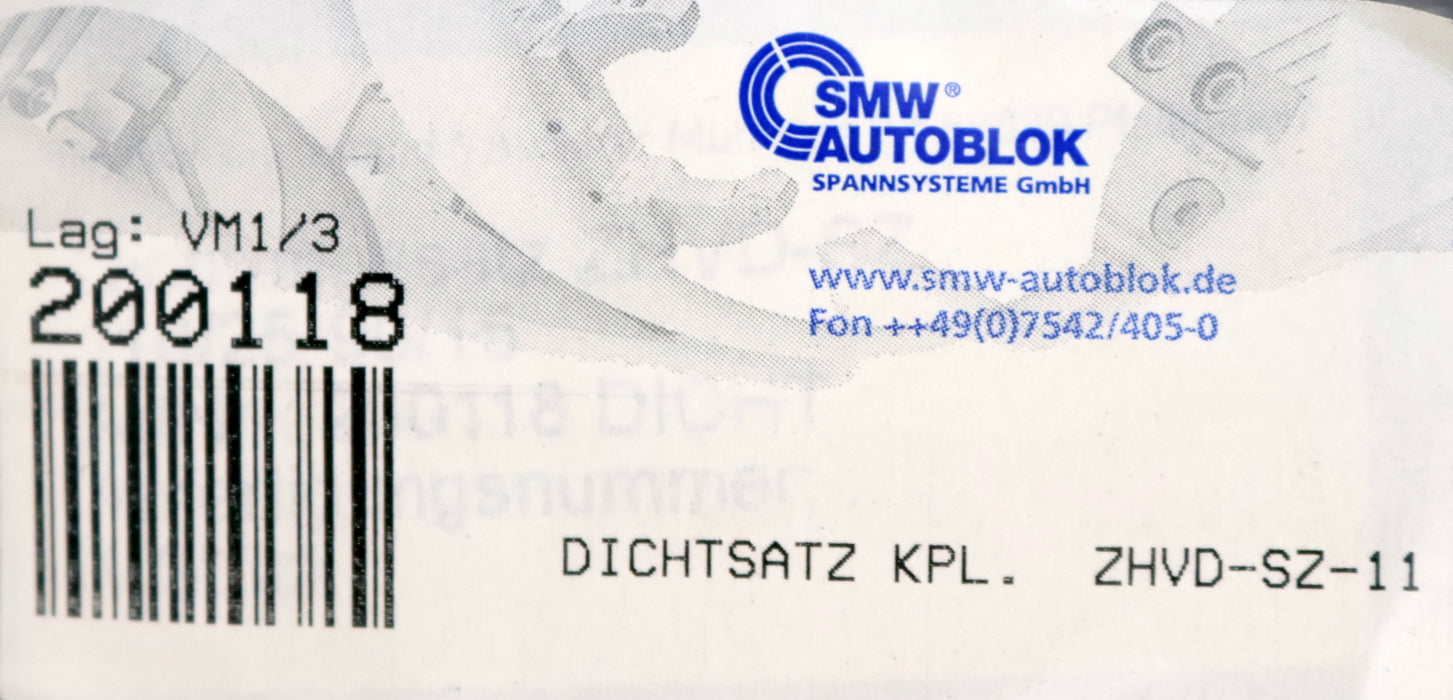 SMW®
AUTOBLOK
SPANNSYSTEME GmbH
Lag: VM1/3
200118
www.smw-autoblok.de
Fon ++49(0)7542/405-0
DICHTSATZ KPL. ZHVD-SZ-11